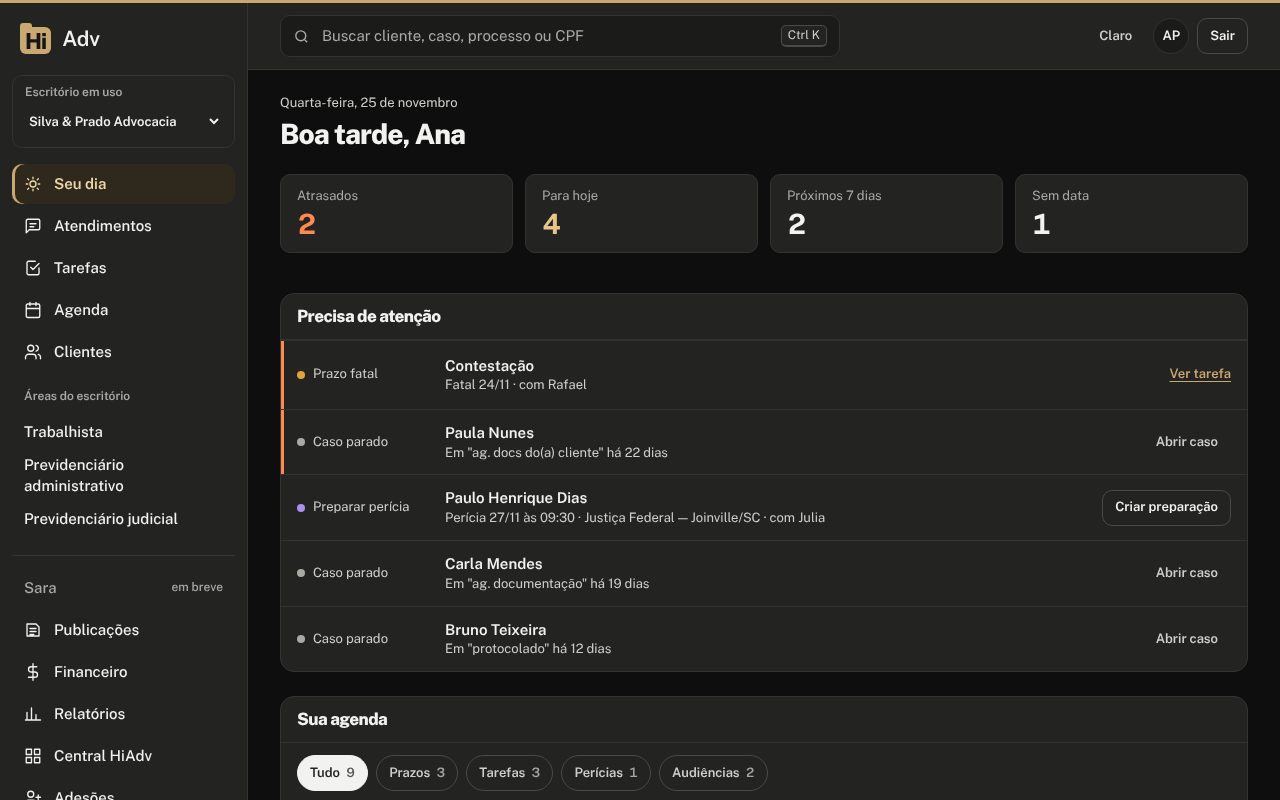 Hi Adv
Buscar cliente, caso, processo ou CPF
Ctrl K
Claro
AP
Sair
Escritório em uso
Silva & Prado Advocacia
Seu dia
Atendimentos
Tarefas
Agenda
Clientes
Áreas do escritório
Trabalhista
Previdenciário
administrativo
Previdenciário judicial
Sara
em breve
Publicações
Financeiro
Relatórios
Central HiAdv
Adesões
Quarta-feira, 25 de novembro
Boa tarde, Ana
Atrasados
2
Para hoje
4
Próximos 7 dias
2
Sem data
1
Precisa de atenção
Prazo fatal
Contestação
Fatal 24/11 · com Rafael
Ver tarefa
Caso parado
Paula Nunes
Em "ag. docs do(a) cliente" há 22 dias
Abrir caso
Preparar perícia
Paulo Henrique Dias
Perícia 27/11 às 09:30 · Justiça Federal — Joinville/SC · com Julia
Criar preparação
Caso parado
Carla Mendes
Em "ag. documentação" há 19 dias
Abrir caso
Caso parado
Bruno Teixeira
Em "protocolado" há 12 dias
Abrir caso
Sua agenda
Tudo 9
Prazos 3
Tarefas 3
Perícias 1
Audiências 2